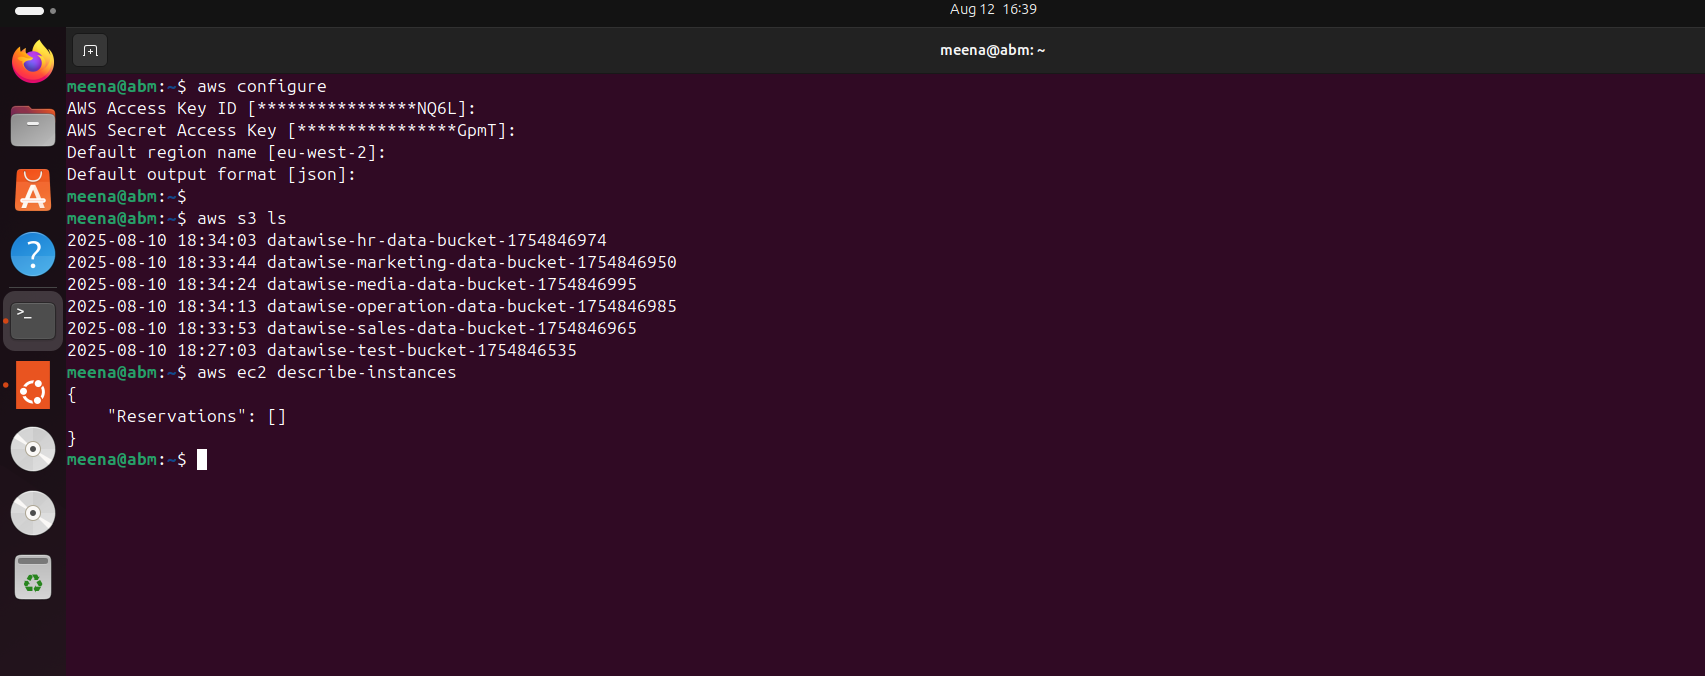 Aug 12 16:39
meena@abm: ~
meena@abm:~$ aws configure
AWS Access Key ID [****************NQ6L]:
AWS Secret Access Key [****************GpmT]:
Default region name [eu-west-2]:
Default output format [json]:
meena@abm:~$
meena@abm:~$ aws s3 ls
2025-08-10 18:34:03 datawise-hr-data-bucket-1754846974
2025-08-10 18:33:44 datawise-marketing-data-bucket-1754846950
2025-08-10 18:34:24 datawise-media-data-bucket-1754846995
2025-08-10 18:34:13 datawise-operation-data-bucket-1754846985
2025-08-10 18:33:53 datawise-sales-data-bucket-1754846965
2025-08-10 18:27:03 datawise-test-bucket-1754846535
meena@abm:~$ aws ec2 describe-instances
{
    "Reservations": []
}
meena@abm:~$